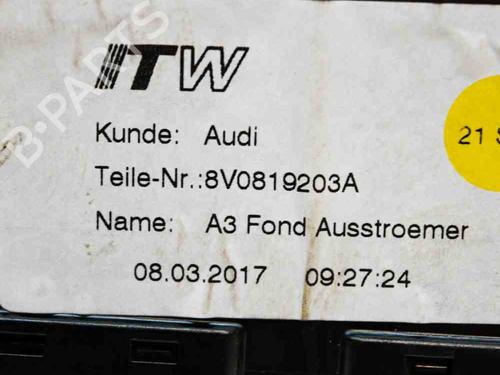 ITW
Kunde: Audi
21 S
Teile-Nr.:8V0819203A
Name: A3 Fond Ausstroemer
08.03.2017 09:27:24
B-PARTS